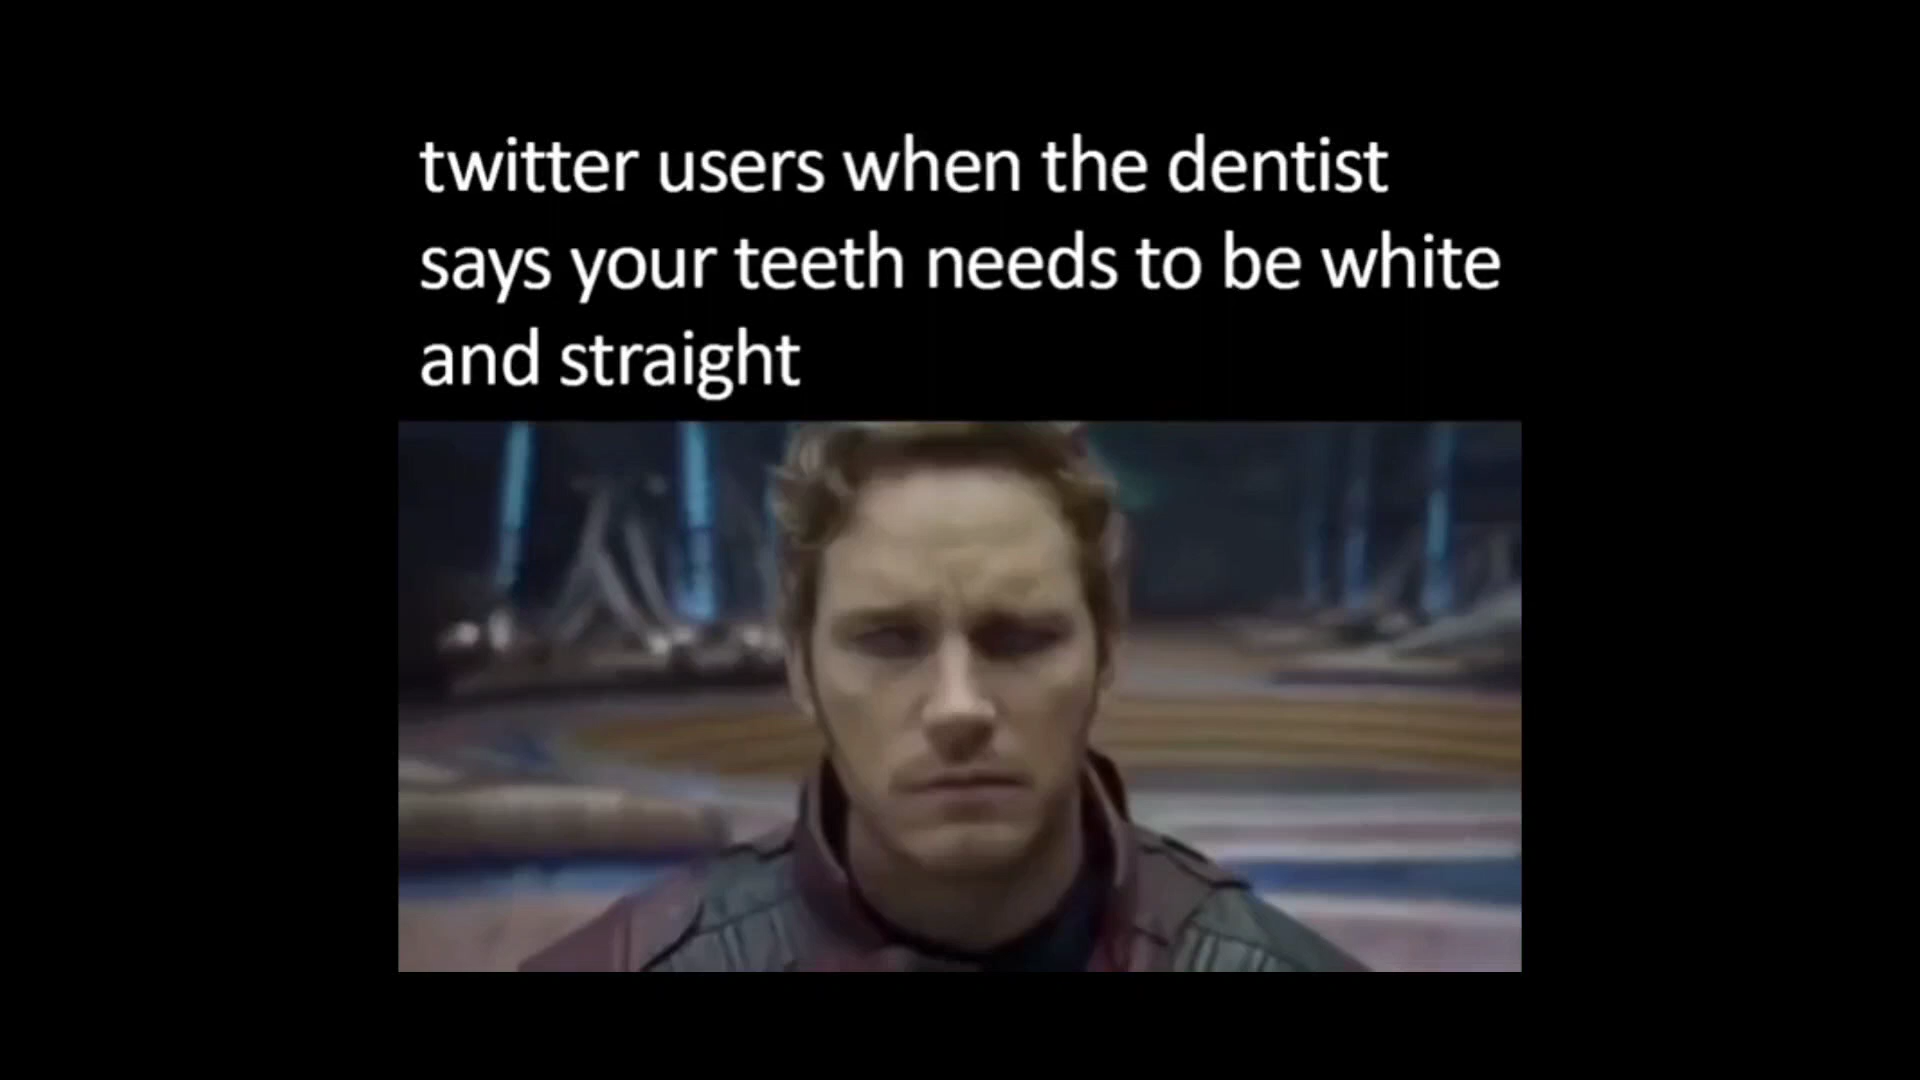 twitter users when the dentist
says your teeth needs to be white
and straight